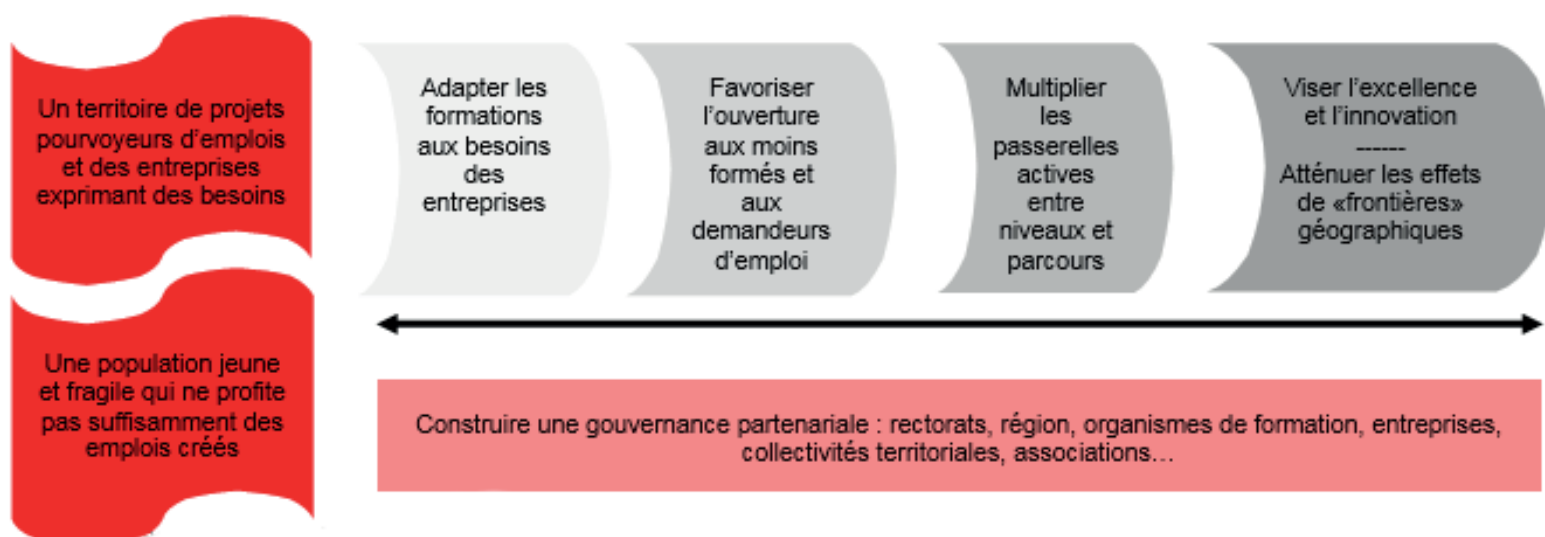 Un territoire de projets
pourvoyeurs d'emplois
et des entreprises
exprimant des besoins
Une population jeune
et fragile qui ne profite
pas suffisamment des
emplois créés
Adapter les
formations
aux besoins
des
entreprises
Favoriser
l'ouverture
aux moins
formés et
aux
demandeurs
d'emploi
Multiplier
les
passerelles
actives
entre
niveaux et
parcours
Viser l'excellence
et l'innovation
------
Atténuer les effets
de «frontières»
géographiques
Construire une gouvernance partenariale : rectorats, région, organismes de formation, entreprises,
collectivités territoriales, associations…